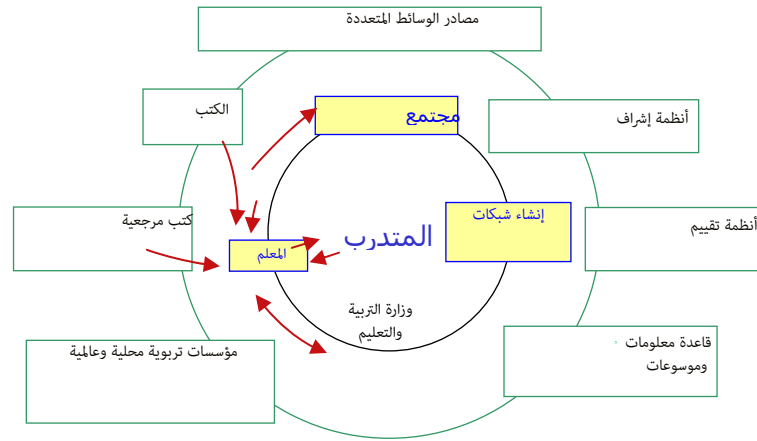 مصادر الوسائط المتعددة
الكتب
مجتمع
أنظمة إشراف
كتب مرجعية
إنشاء شبكات
أنظمة تقييم
المتدرب
المعلم
وزارة التربية
والتعليم
مؤسسات تربوية محلية وعالمية
قاعدة معلومات
وموسوعات